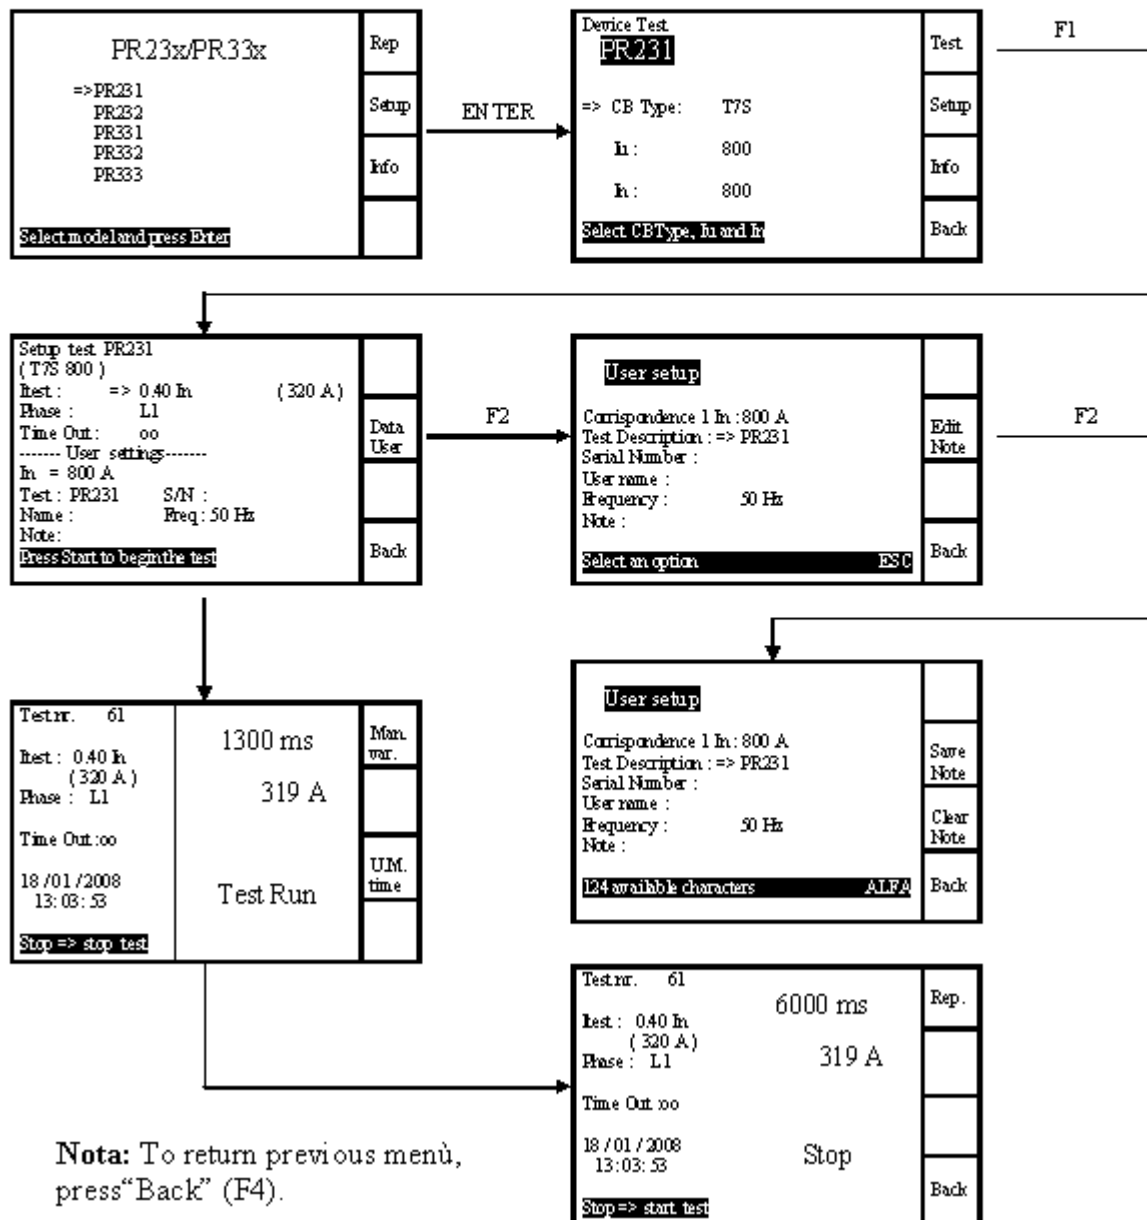 PR23x/PR33x
=>PR231
PR232
PR331
PR332
PR333
Select model and press Enter
Rep
Setup
Info
ENTER
Device Test
PR231
=> CB Type: T7S
Iu : 800
In : 800
Select CBType, Iu and In
Test
Setup
Info
Back
F1
Setup test PR231
( T7S 800 )
Itest : => 0.40 In ( 320 A )
Phase : L1
Time Out : oo
------- User settings-------
In = 800 A
Test : PR231 S/N :
Name : Freq : 50 Hz
Note:
Press Start to begin the test
Data
User
Back
F2
User setup
Corrispondence 1 In : 800 A
Test Description : => PR231
Serial Number :
User name :
Frequency : 50 Hz
Note :
Select an option ESC
Edit
Note
Back
F2
User setup
Corrispondence 1 In : 800 A
Test Description : => PR231
Serial Number :
User name :
Frequency : 50 Hz
Note :
124 available characters ALFA
Save
Note
Clear
Note
Back
Test nr. 61
Itest : 0.40 In
( 320 A )
Phase : L1
Time Out :oo
18 /01 /2008
13: 03: 53
Stop => stop test
1300 ms
319 A
Test Run
Man.
var.
U.M.
time
Test nr. 61
Itest : 0.40 In
( 320 A )
Phase : L1
Time Out :oo
18 / 01 / 2008
13: 03: 53
Stop => start test
6000 ms
319 A
Stop
Rep.
Back
Nota: To return previous menù,
press“Back” (F4).